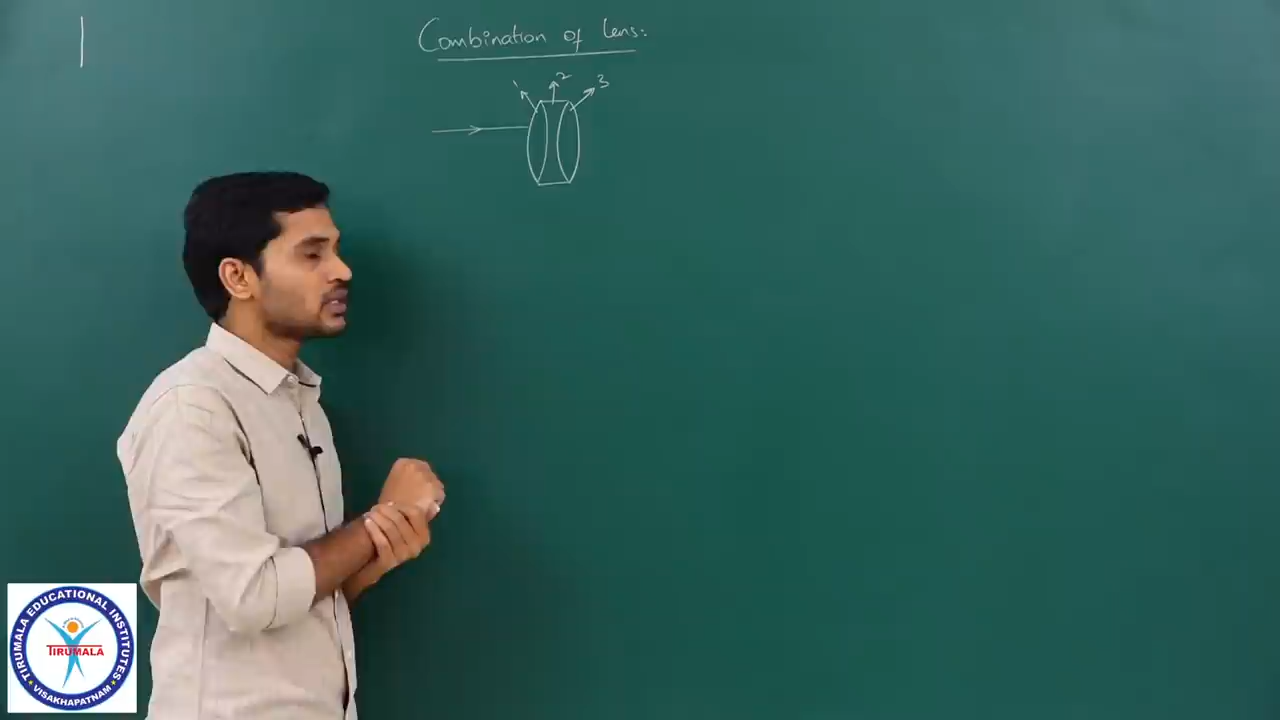 Combination of Lens:
1 2 3
TIRUMALA EDUCATIONAL INSTITUTES
TIRUMALA
VISAKHAPATNAM